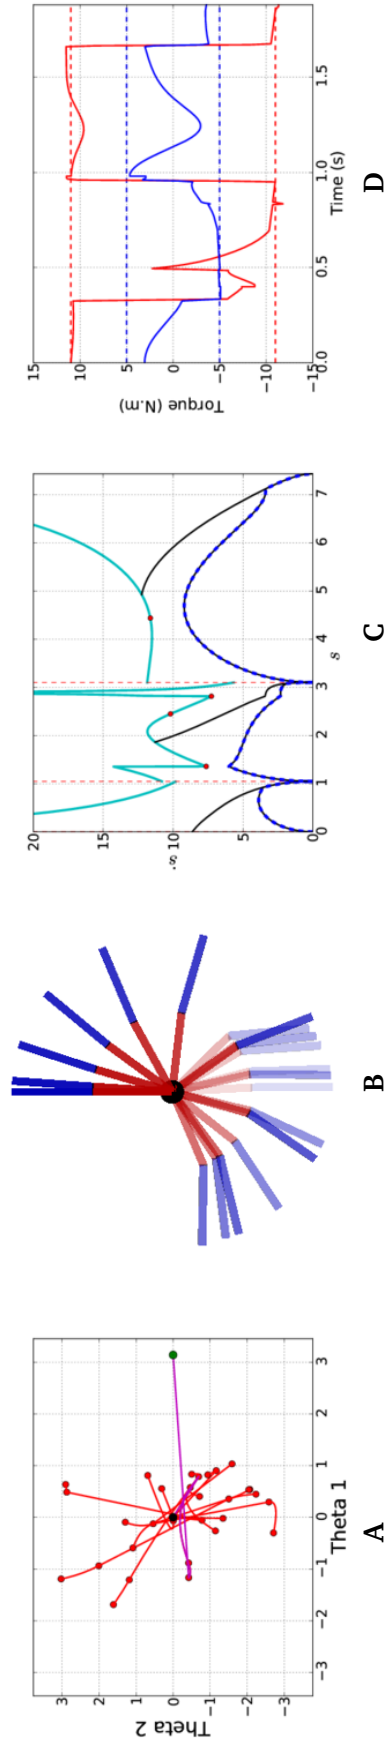 Theta 2
3
2
1
0
−1
−2
−3
−3 −2 −1 0 1 2 3
Theta 1
A
B
ṡ
20
15
10
5
0
0 1 2 3 4 5 6 7
s
C
Torque (N.m)
15
10
5
0
−5
−10
−15
0.0 0.5 1.0 1.5
Time (s)
D